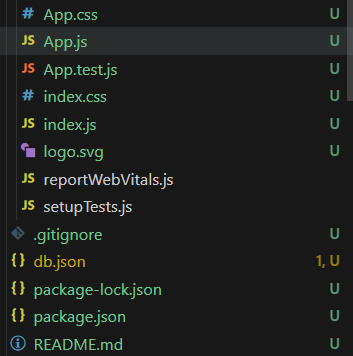 # App.css U
JS App.js U
JS App.test.js U
# index.css U
JS index.js U
logo.svg U
JS reportWebVitals.js
JS setupTests.js
.gitignore U
{} db.json 1, U
{} package-lock.json U
{} package.json U
README.md U